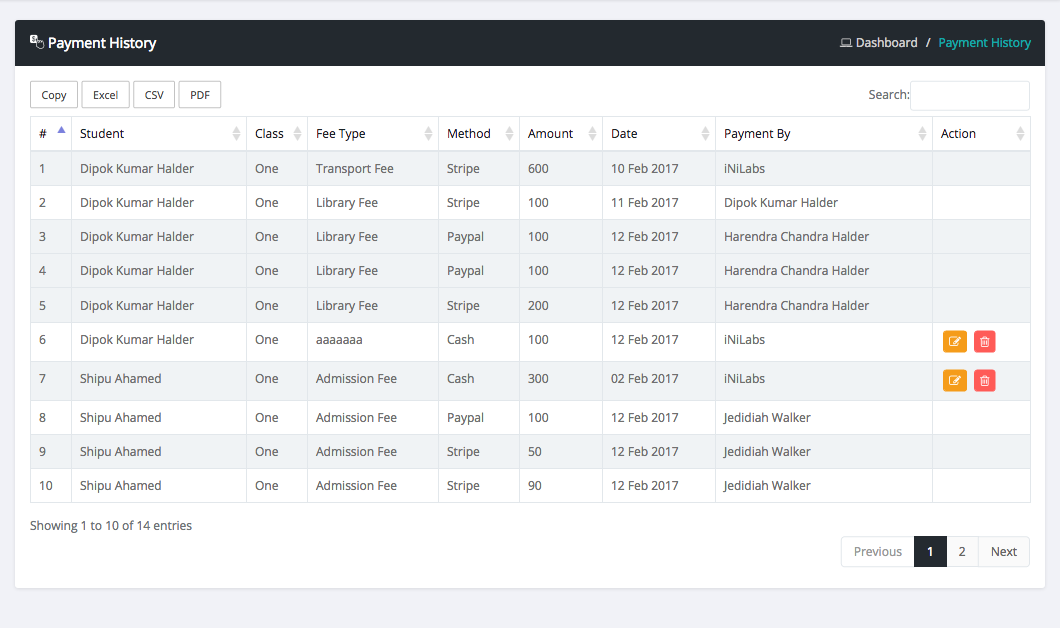 Payment History Dashboard / Payment History
Copy Excel CSV PDF Search:
# Student Class Fee Type Method Amount Date Payment By Action
1 Dipok Kumar Halder One Transport Fee Stripe 600 10 Feb 2017 iNiLabs
2 Dipok Kumar Halder One Library Fee Stripe 100 11 Feb 2017 Dipok Kumar Halder
3 Dipok Kumar Halder One Library Fee Paypal 100 12 Feb 2017 Harendra Chandra Halder
4 Dipok Kumar Halder One Library Fee Paypal 100 12 Feb 2017 Harendra Chandra Halder
5 Dipok Kumar Halder One Library Fee Stripe 200 12 Feb 2017 Harendra Chandra Halder
6 Dipok Kumar Halder One aaaaaaa Cash 100 12 Feb 2017 iNiLabs
7 Shipu Ahamed One Admission Fee Cash 300 02 Feb 2017 iNiLabs
8 Shipu Ahamed One Admission Fee Paypal 100 12 Feb 2017 Jedidiah Walker
9 Shipu Ahamed One Admission Fee Stripe 50 12 Feb 2017 Jedidiah Walker
10 Shipu Ahamed One Admission Fee Stripe 90 12 Feb 2017 Jedidiah Walker
Showing 1 to 10 of 14 entries
Previous 1 2 Next